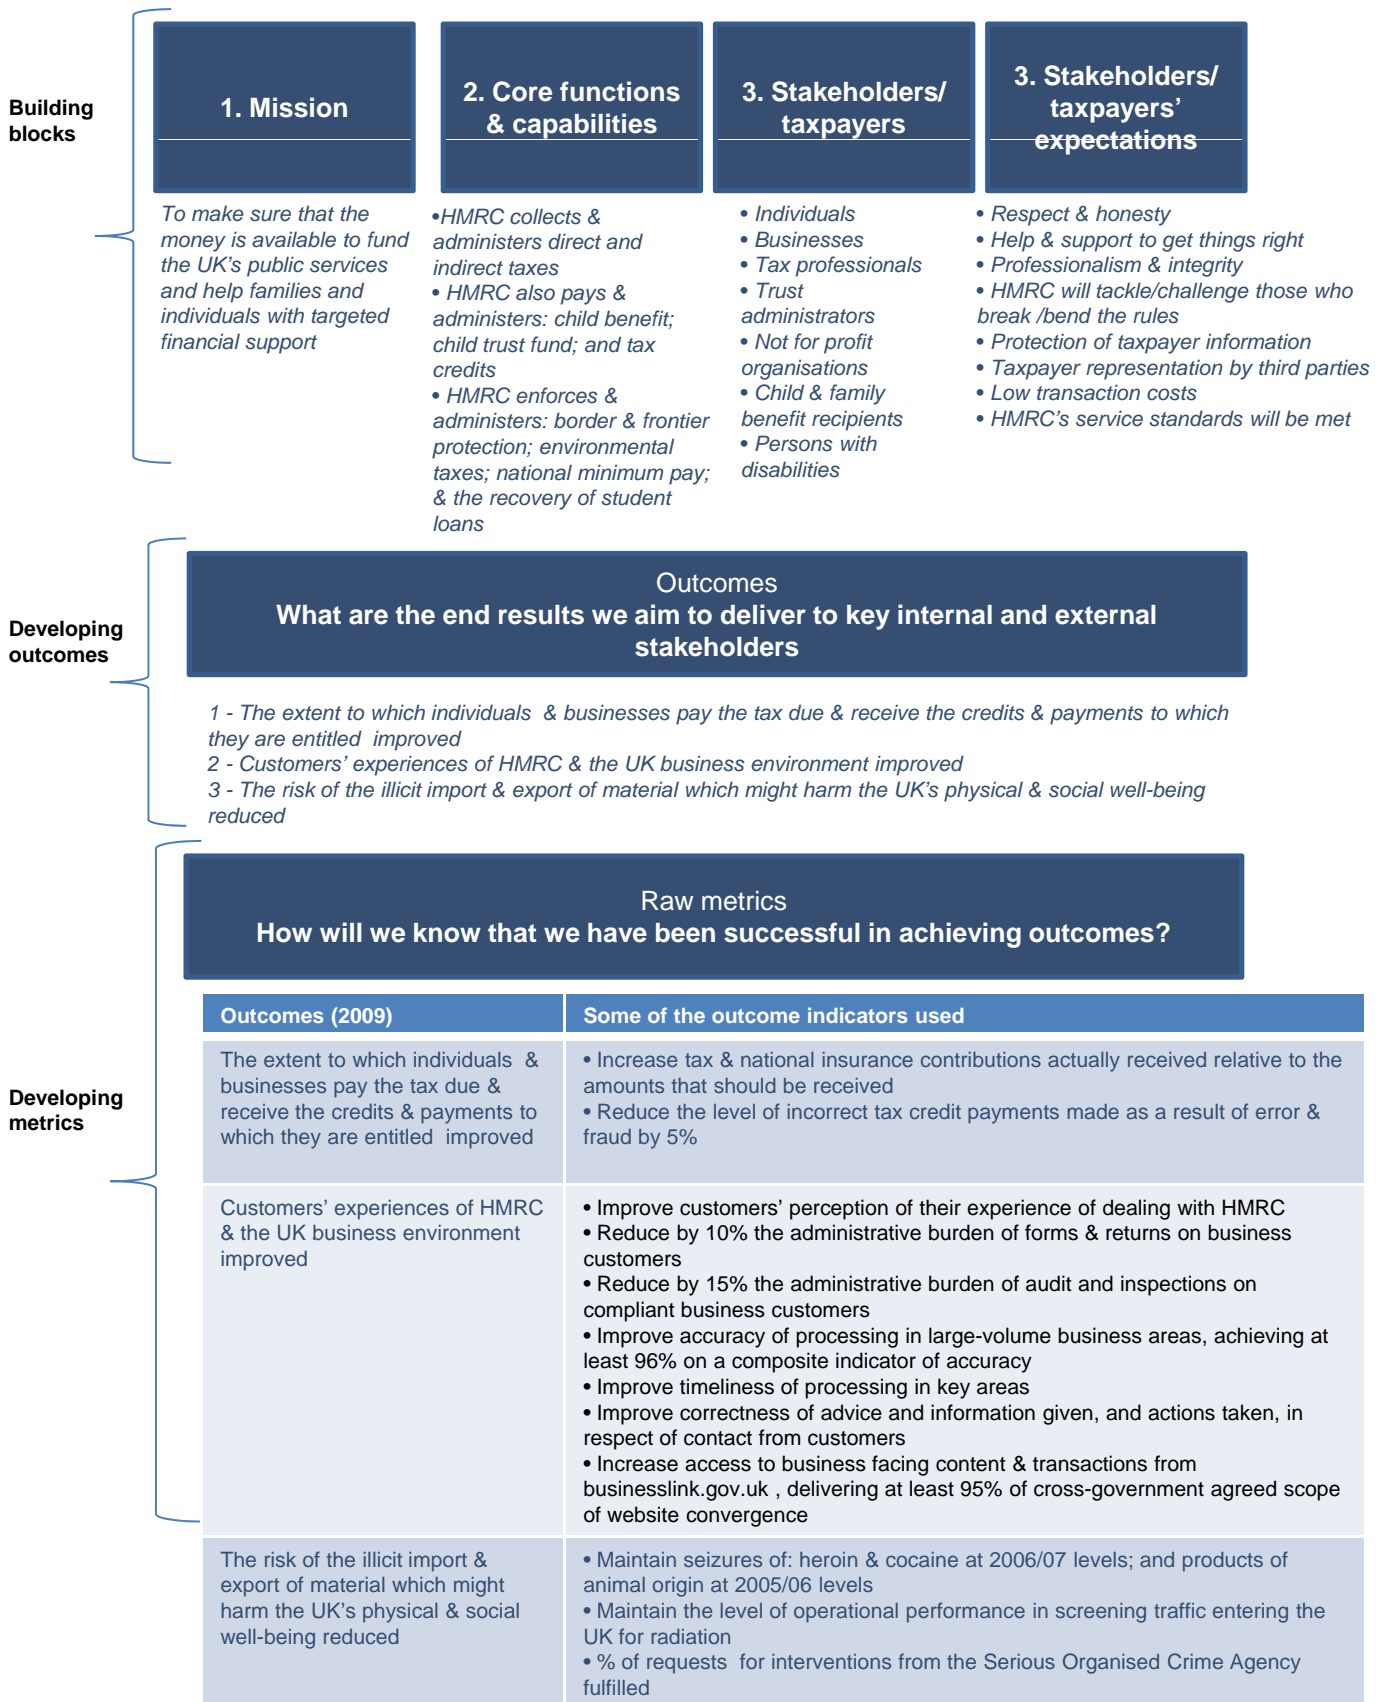 Building
blocks
1. Mission
2. Core functions
& capabilities
3. Stakeholders/
taxpayers
3. Stakeholders/
taxpayers’
expectations
To make sure that the
money is available to fund
the UK’s public services
and help families and
individuals with targeted
financial support
•HMRC collects &
administers direct and
indirect taxes
• HMRC also pays &
administers: child benefit;
child trust fund; and tax
credits
• HMRC enforces &
administers: border & frontier
protection; environmental
taxes; national minimum pay;
& the recovery of student
loans
• Individuals
• Businesses
• Tax professionals
• Trust
administrators
• Not for profit
organisations
• Child & family
benefit recipients
• Persons with
disabilities
• Respect & honesty
• Help & support to get things right
• Professionalism & integrity
• HMRC will tackle/challenge those who
break /bend the rules
• Protection of taxpayer information
• Taxpayer representation by third parties
• Low transaction costs
• HMRC’s service standards will be met
Developing
outcomes
Outcomes
What are the end results we aim to deliver to key internal and external
stakeholders
1 - The extent to which individuals & businesses pay the tax due & receive the credits & payments to which
they are entitled improved
2 - Customers’ experiences of HMRC & the UK business environment improved
3 - The risk of the illicit import & export of material which might harm the UK’s physical & social well-being
reduced
Developing
metrics
Raw metrics
How will we know that we have been successful in achieving outcomes?
Outcomes (2009)
Some of the outcome indicators used
The extent to which individuals &
businesses pay the tax due &
receive the credits & payments to
which they are entitled improved
• Increase tax & national insurance contributions actually received relative to the
amounts that should be received
• Reduce the level of incorrect tax credit payments made as a result of error &
fraud by 5%
Customers’ experiences of HMRC
& the UK business environment
improved
• Improve customers’ perception of their experience of dealing with HMRC
• Reduce by 10% the administrative burden of forms & returns on business
customers
• Reduce by 15% the administrative burden of audit and inspections on
compliant business customers
• Improve accuracy of processing in large-volume business areas, achieving at
least 96% on a composite indicator of accuracy
• Improve timeliness of processing in key areas
• Improve correctness of advice and information given, and actions taken, in
respect of contact from customers
• Increase access to business facing content & transactions from
businesslink.gov.uk , delivering at least 95% of cross-government agreed scope
of website convergence
The risk of the illicit import &
export of material which might
harm the UK’s physical & social
well-being reduced
• Maintain seizures of: heroin & cocaine at 2006/07 levels; and products of
animal origin at 2005/06 levels
• Maintain the level of operational performance in screening traffic entering the
UK for radiation
• % of requests for interventions from the Serious Organised Crime Agency
fulfilled